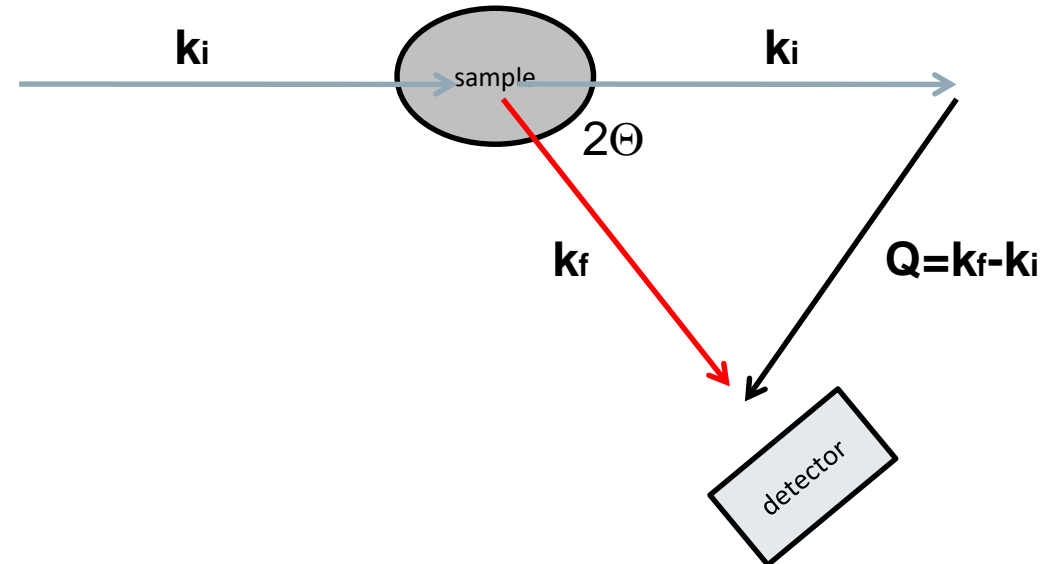 ki
ki
sample
2Θ
kf
Q=kf-ki
detector